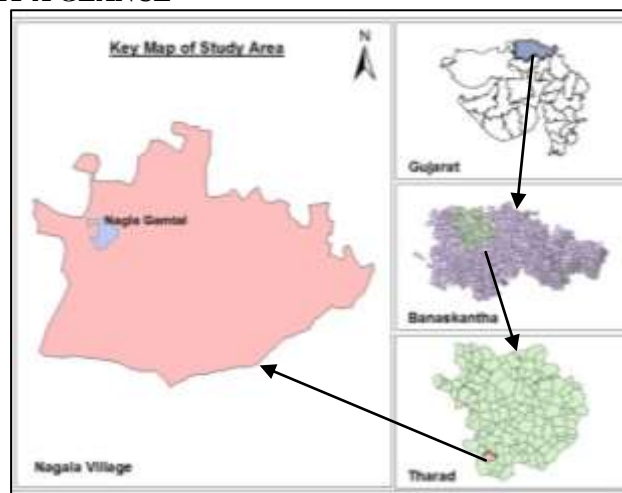 Key Map of Study Area
N
Nagla Gamtal
Nagala Village
Gujarat
Banaskantha
Tharad